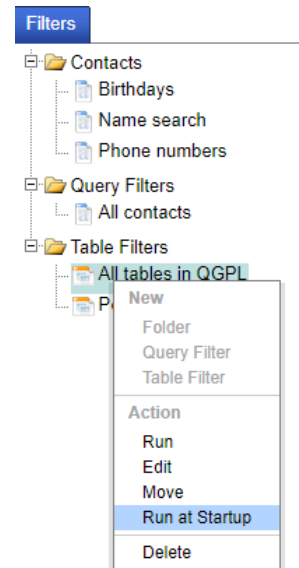 Filters
Contacts
Birthdays
Name search
Phone numbers
Query Filters
All contacts
Table Filters
All tables in QGPL
New
Folder
Query Filter
Table Filter
Action
Run
Edit
Move
Run at Startup
Delete